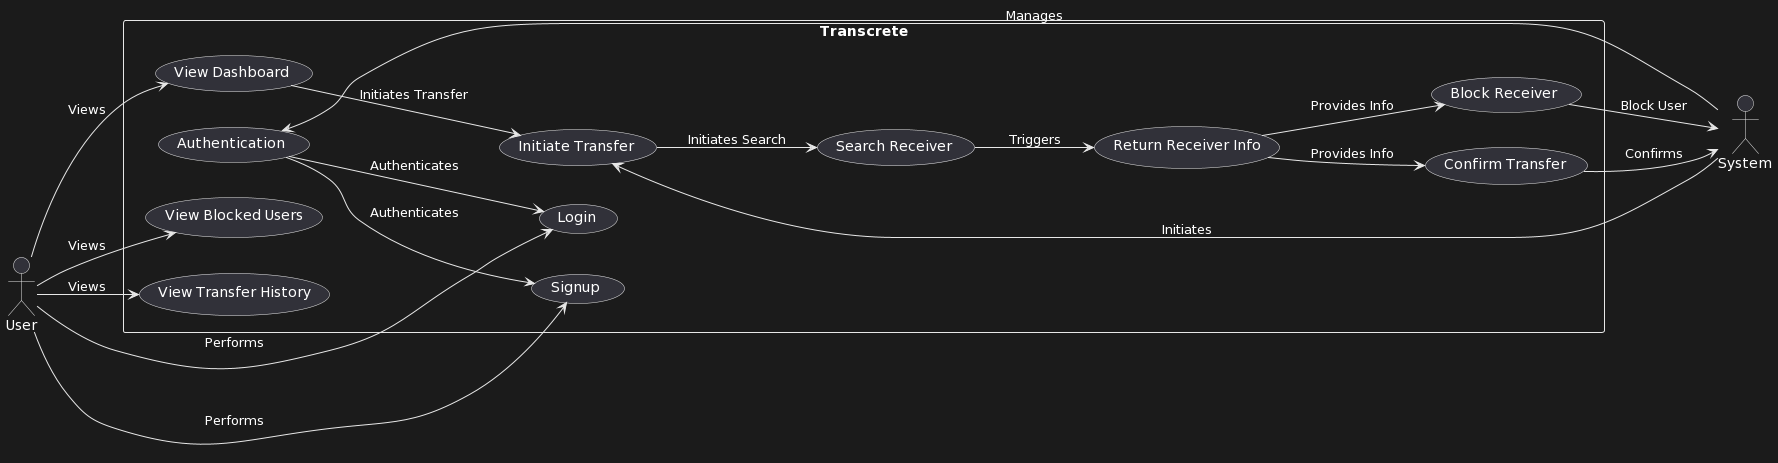 Manages
Transcrete
View Dashboard
Views
Initiates Transfer
Authentication
Initiate Transfer
Initiates Search
Search Receiver
Triggers
Return Receiver Info
Provides Info
Block Receiver
Block User
Provides Info
Confirm Transfer
Confirms
System
Authenticates
Authenticates
View Blocked Users
Views
Login
Initiates
Views
View Transfer History
Signup
User
Performs
Performs